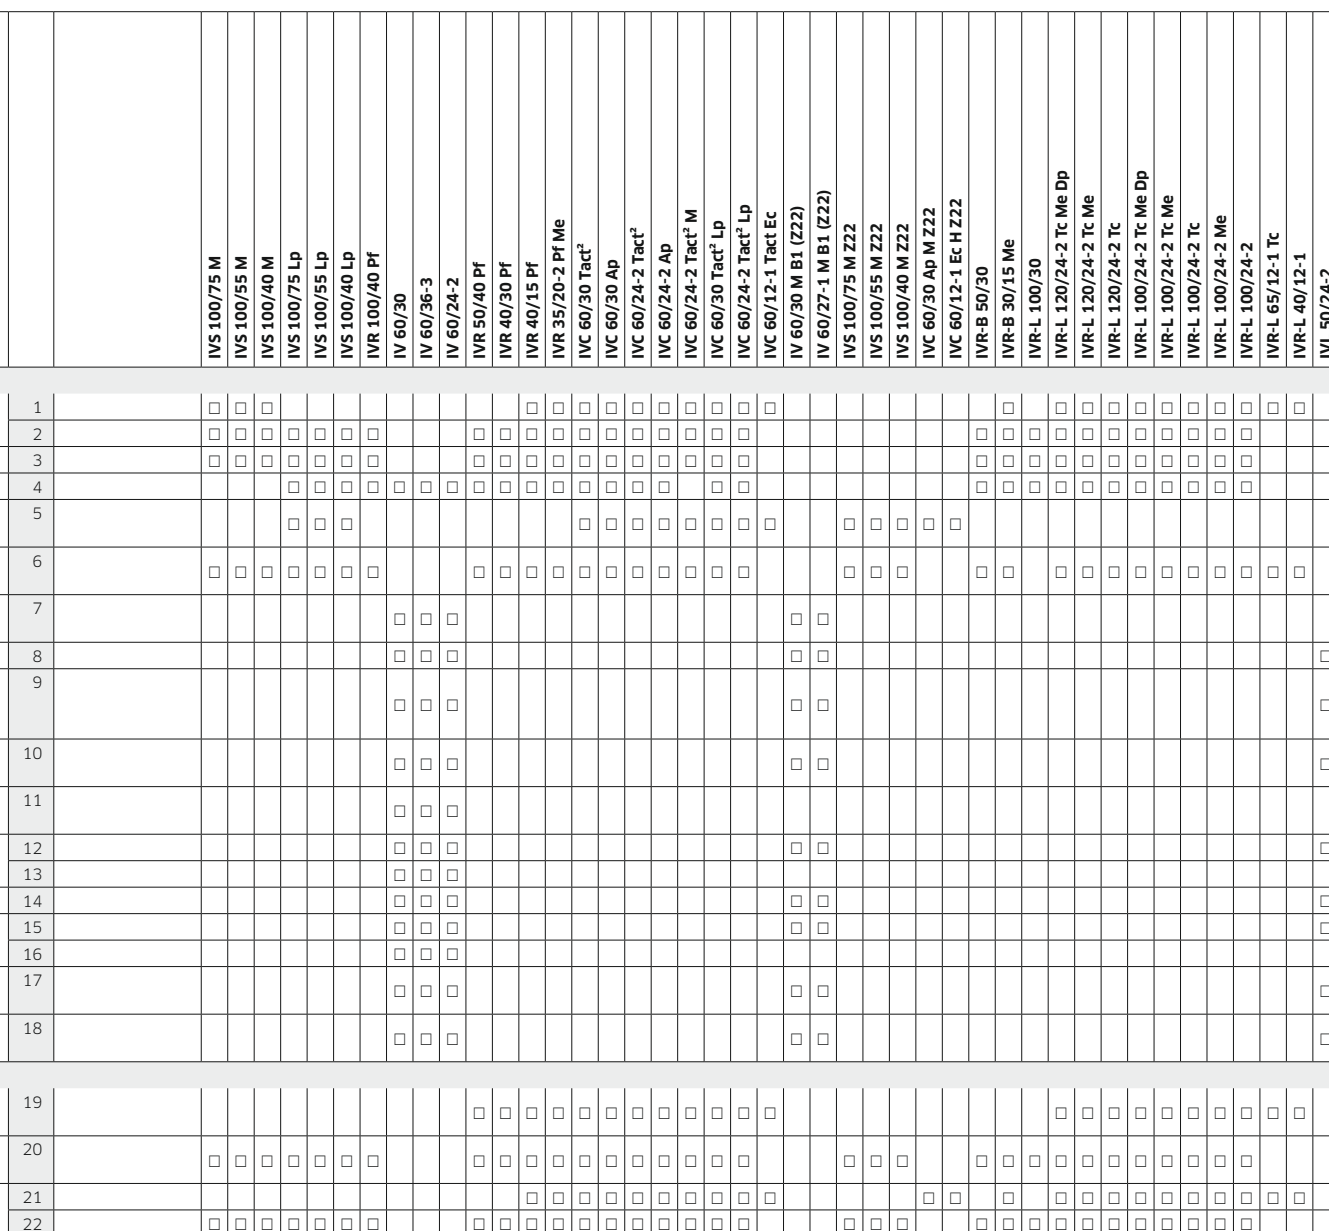 IVS 100/75 M
IVS 100/55 M
IVS 100/40 M
IVS 100/75 Lp
IVS 100/55 Lp
IVS 100/40 Lp
IVR 100/40 Pf
IV 60/30
IV 60/36-3
IV 60/24-2
IVR 50/40 Pf
IVR 40/30 Pf
IVR 40/15 Pf
IVR 35/20-2 Pf Me
IVC 60/30 Tact²
IVC 60/30 Ap
IVC 60/24-2 Tact²
IVC 60/24-2 Ap
IVC 60/24-2 Tact² M
IVC 60/30 Tact² Lp
IVC 60/24-2 Tact² Lp
IVC 60/12-1 Tact Ec
IV 60/30 M B1 (Z22)
IV 60/27-1 M B1 (Z22)
IVS 100/75 M Z22
IVS 100/55 M Z22
IVS 100/40 M Z22
IVC 60/30 Ap M Z22
IVC 60/12-1 Ec H Z22
IVR-B 50/30
IVR-B 30/15 Me
IVR-L 100/30
IVR-L 120/24-2 Tc Me Dp
IVR-L 120/24-2 Tc Me
IVR-L 120/24-2 Tc
IVR-L 100/24-2 Tc Me Dp
IVR-L 100/24-2 Tc Me
IVR-L 100/24-2 Tc
IVR-L 100/24-2 Me
IVR-L 100/24-2
IVR-L 65/12-1 Tc
IVR-L 40/12-1
1
2
3
4
5
6
7
8
9
10
11
12
13
14
15
16
17
18
19
20
21
22